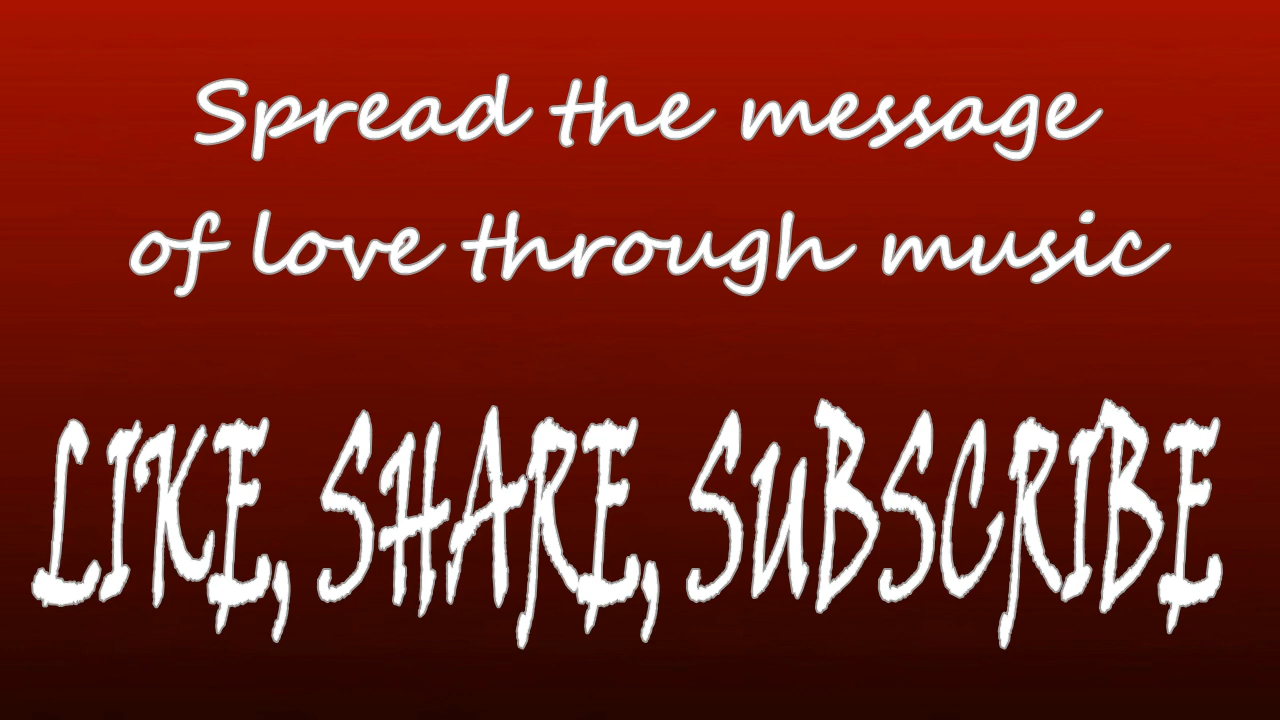 Spread the message
of love through music
LIKE, SHARE, SUBSCRIBE